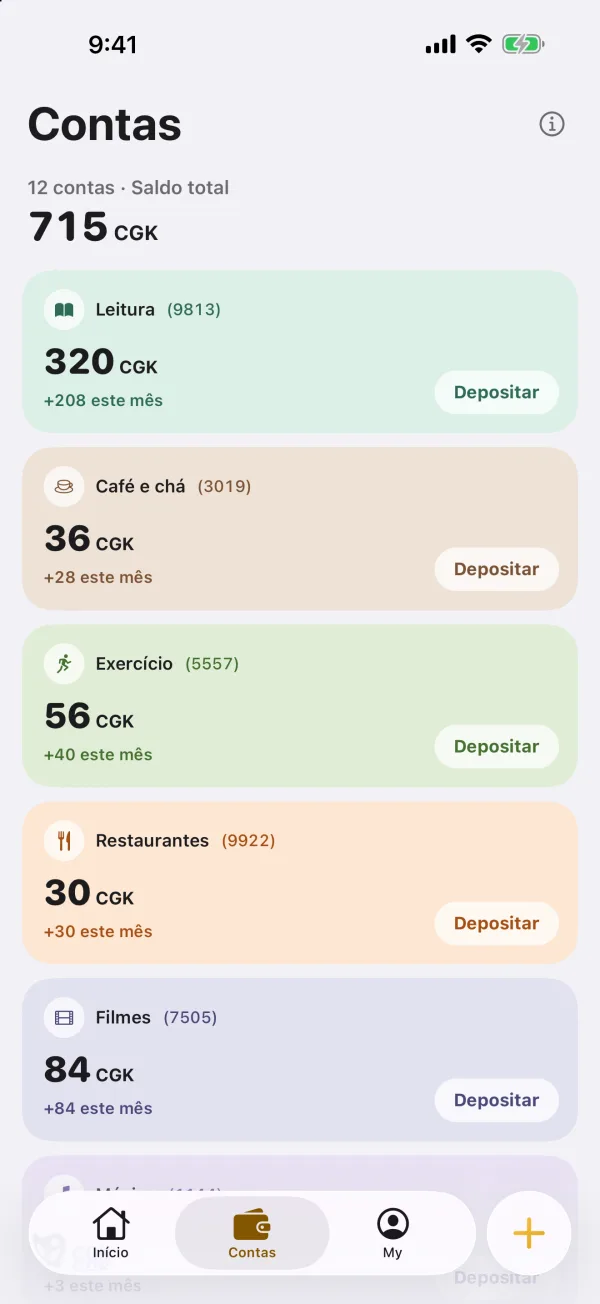 9:41
Contas
12 contas · Saldo total
715 CGK
Leitura (9813)
320 CGK
+208 este mês
Depositar
Café e chá (3019)
36 CGK
+28 este mês
Depositar
Exercício (5557)
56 CGK
+40 este mês
Depositar
Restaurantes (9922)
30 CGK
+30 este mês
Depositar
Filmes (7505)
84 CGK
+84 este mês
Depositar
Início
Contas
My
+3 este mês
Depositar